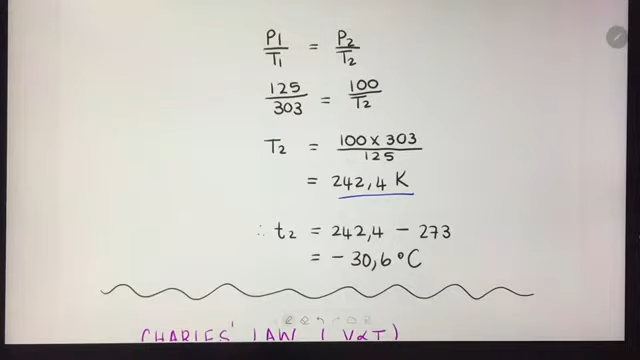 P1/T1 = P2/T2
125/303 = 100/T2
T2 = 100 x 303/125
= 242,4 K
∴ t2 = 242,4 - 273
= - 30,6°C
CHARLES' LAW ( V∝T)